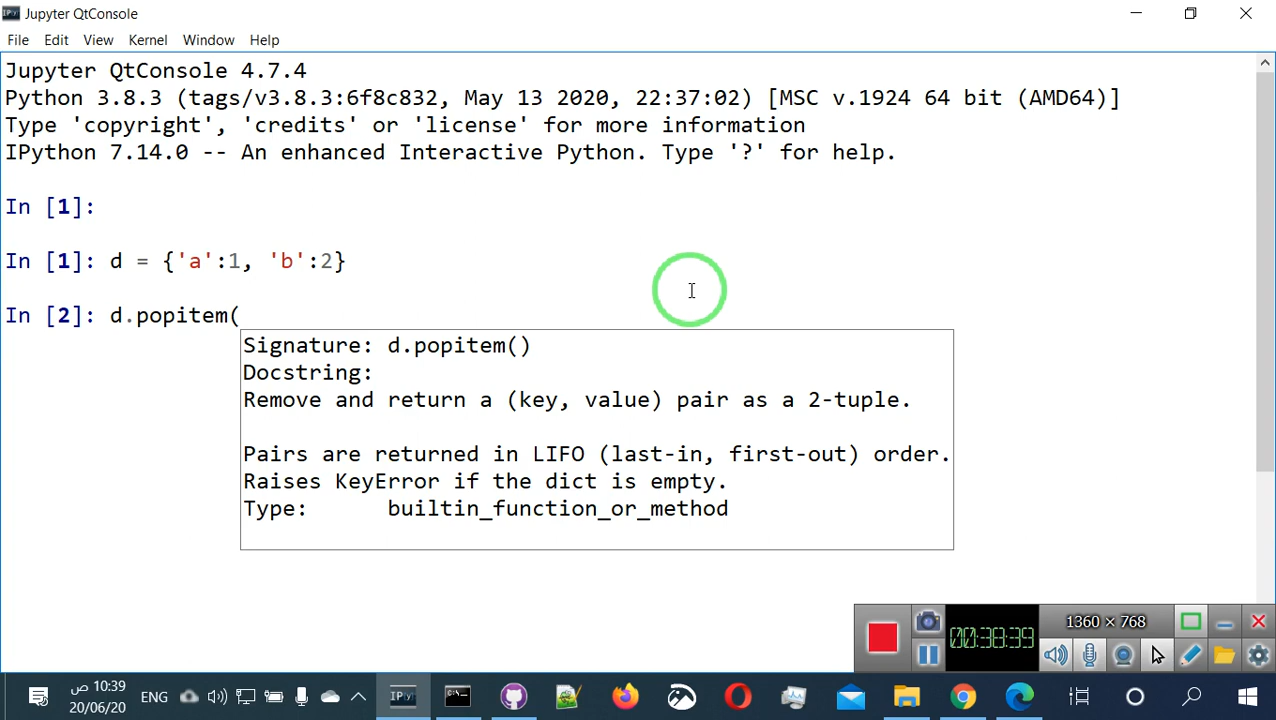 Jupyter QtConsole
File Edit View Kernel Window Help
Jupyter QtConsole 4.7.4
Python 3.8.3 (tags/v3.8.3:6f8c832, May 13 2020, 22:37:02) [MSC v.1924 64 bit (AMD64)]
Type 'copyright', 'credits' or 'license' for more information
IPython 7.14.0 -- An enhanced Interactive Python. Type '?' for help.
In [1]:
In [1]: d = {'a':1, 'b':2}
In [2]: d.popitem(
Signature: d.popitem()
Docstring:
Remove and return a (key, value) pair as a 2-tuple.
Pairs are returned in LIFO (last-in, first-out) order.
Raises KeyError if the dict is empty.
Type: builtin_function_or_method
00:38:39
1360 × 768
10:39 ص
20/06/20
ENG
IPy